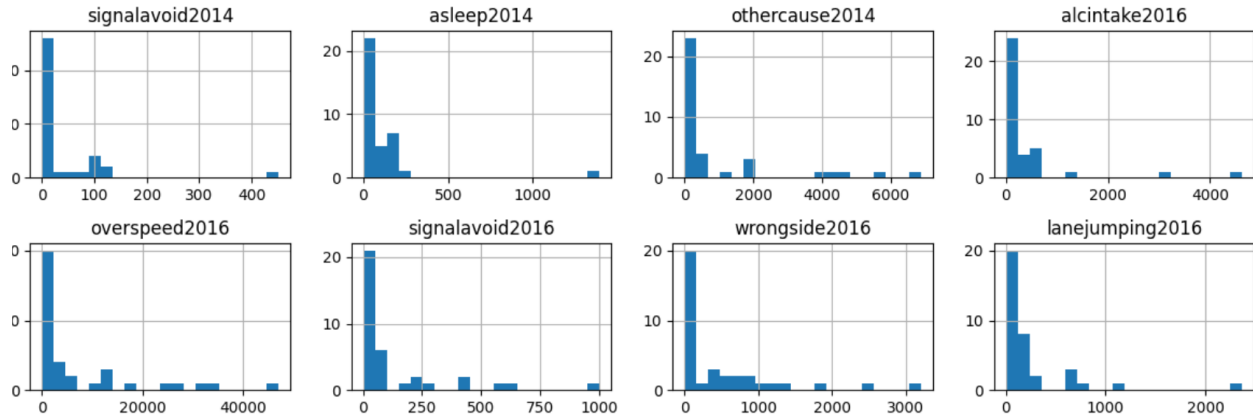 signalavoid2014 asleep2014 othercause2014 alcintake2016
20 20 20
10 10 10
0 0 0 0
0 100 200 300 400 0 500 1000 0 2000 4000 6000 0 2000 4000
overspeed2016 signalavoid2016 wrongside2016 lanejumping2016
20 20 20
10 10 10
0 0 0 0
0 20000 40000 0 250 500 750 1000 0 1000 2000 3000 0 1000 2000